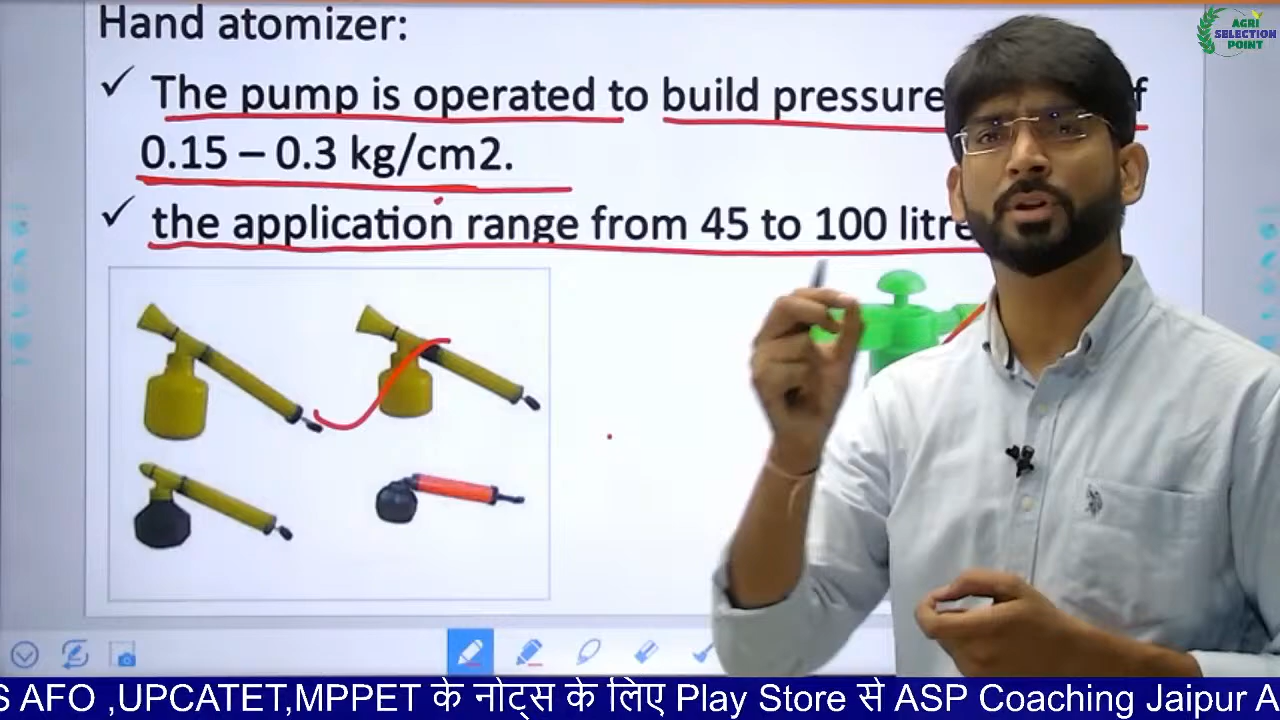 AGRI
SELECTION
POINT
Hand atomizer:
✓ The pump is operated to build pressure
0.15 – 0.3 kg/cm2.
✓ the application range from 45 to 100 litre
AFO ,UPCATET,MPPET के नोट्स के लिए Play Store से ASP Coaching Jaipur